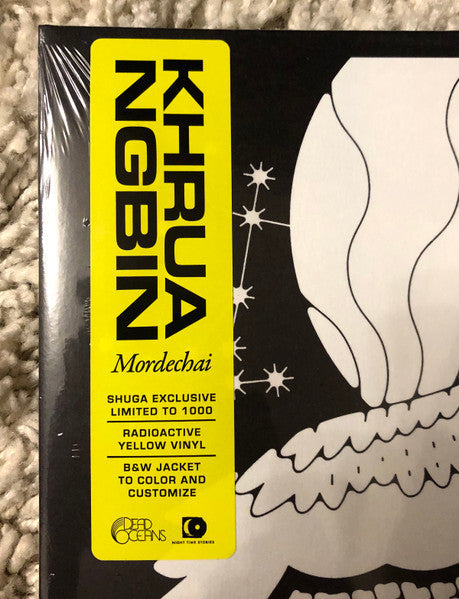 KHRUA
NGBIN
Mordechai
SHUGA EXCLUSIVE
LIMITED TO 1000
RADIOACTIVE
YELLOW VINYL
B&W JACKET
TO COLOR AND
CUSTOMIZE
DEAD
OCEANS
NIGHT TIME STORIES